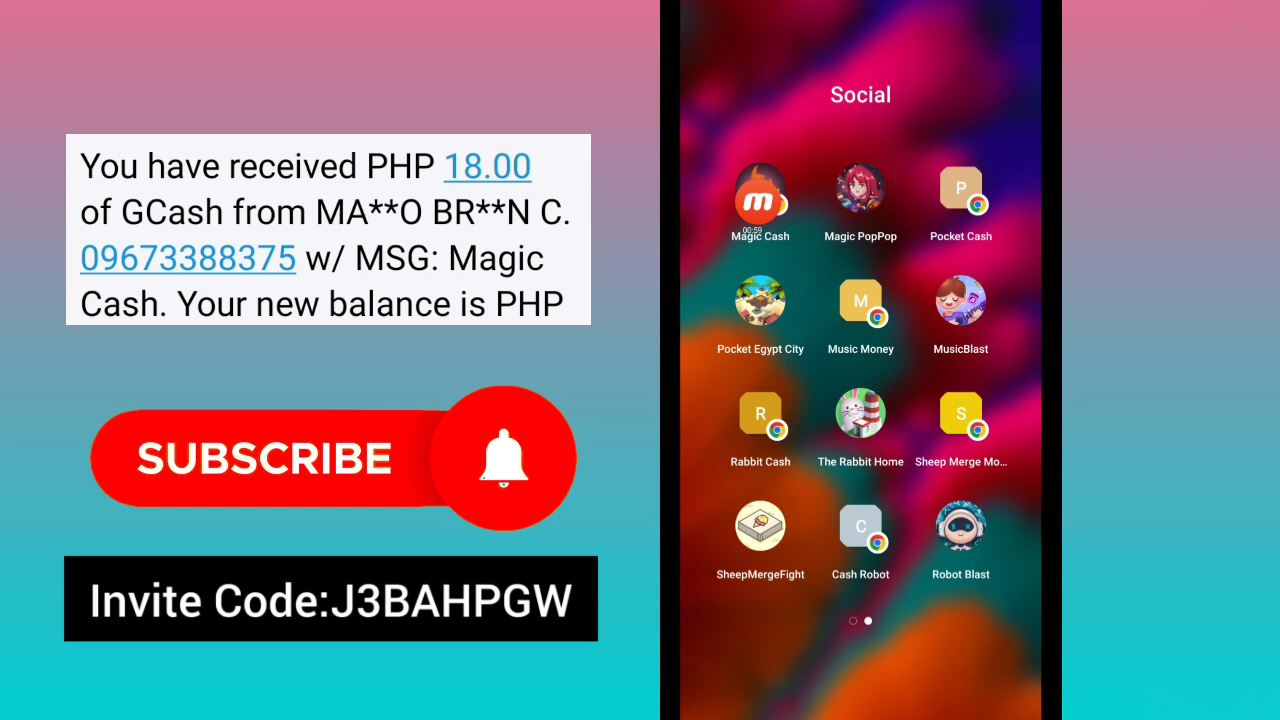 You have received PHP 18.00
of GCash from MA**O BR**N C.
09673388375 w/ MSG: Magic
Cash. Your new balance is PHP
SUBSCRIBE
Invite Code:J3BAHPGW
Social
m
00:59
P
Magic Cash
Magic PopPop
Pocket Cash
M
Pocket Egypt City
Music Money
MusicBlast
R
S
Rabbit Cash
The Rabbit Home
Sheep Merge Mo...
C
SheepMergeFight
Cash Robot
Robot Blast